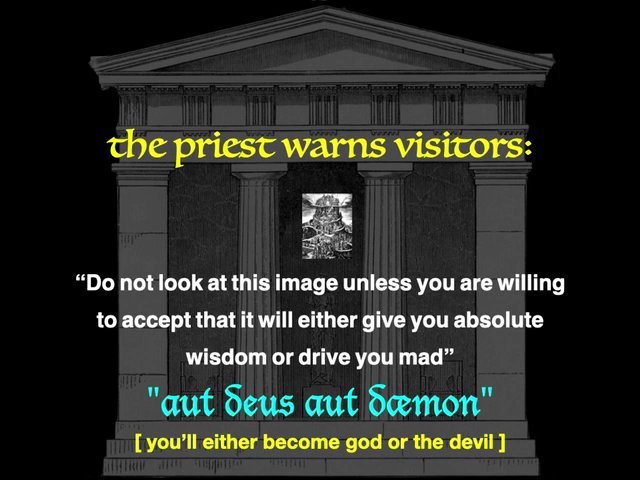 the priest warns visitors:
“Do not look at this image unless you are willing
to accept that it will either give you absolute
wisdom or drive you mad”
"aut deus aut dæmon"
[ you’ll either become god or the devil ]